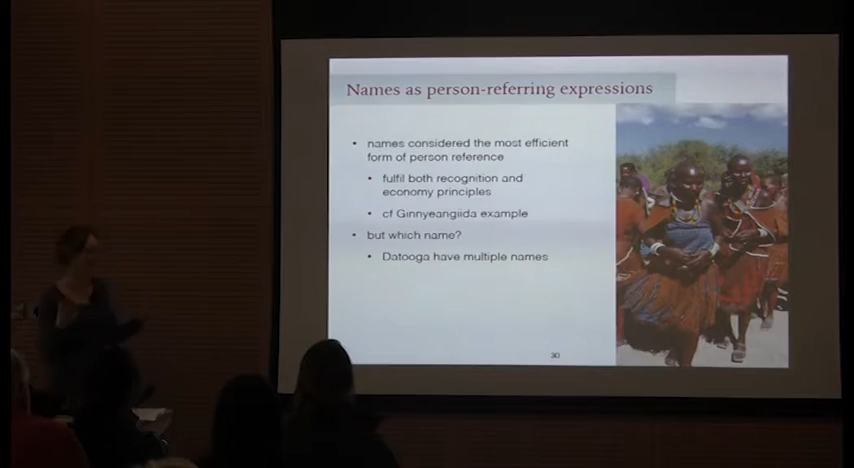 Names as person-referring expressions
• names considered the most efficient
form of person reference
• fulfil both recognition and
economy principles
• cf Ginnyeangiida example
• but which name?
• Datooga have multiple names
30